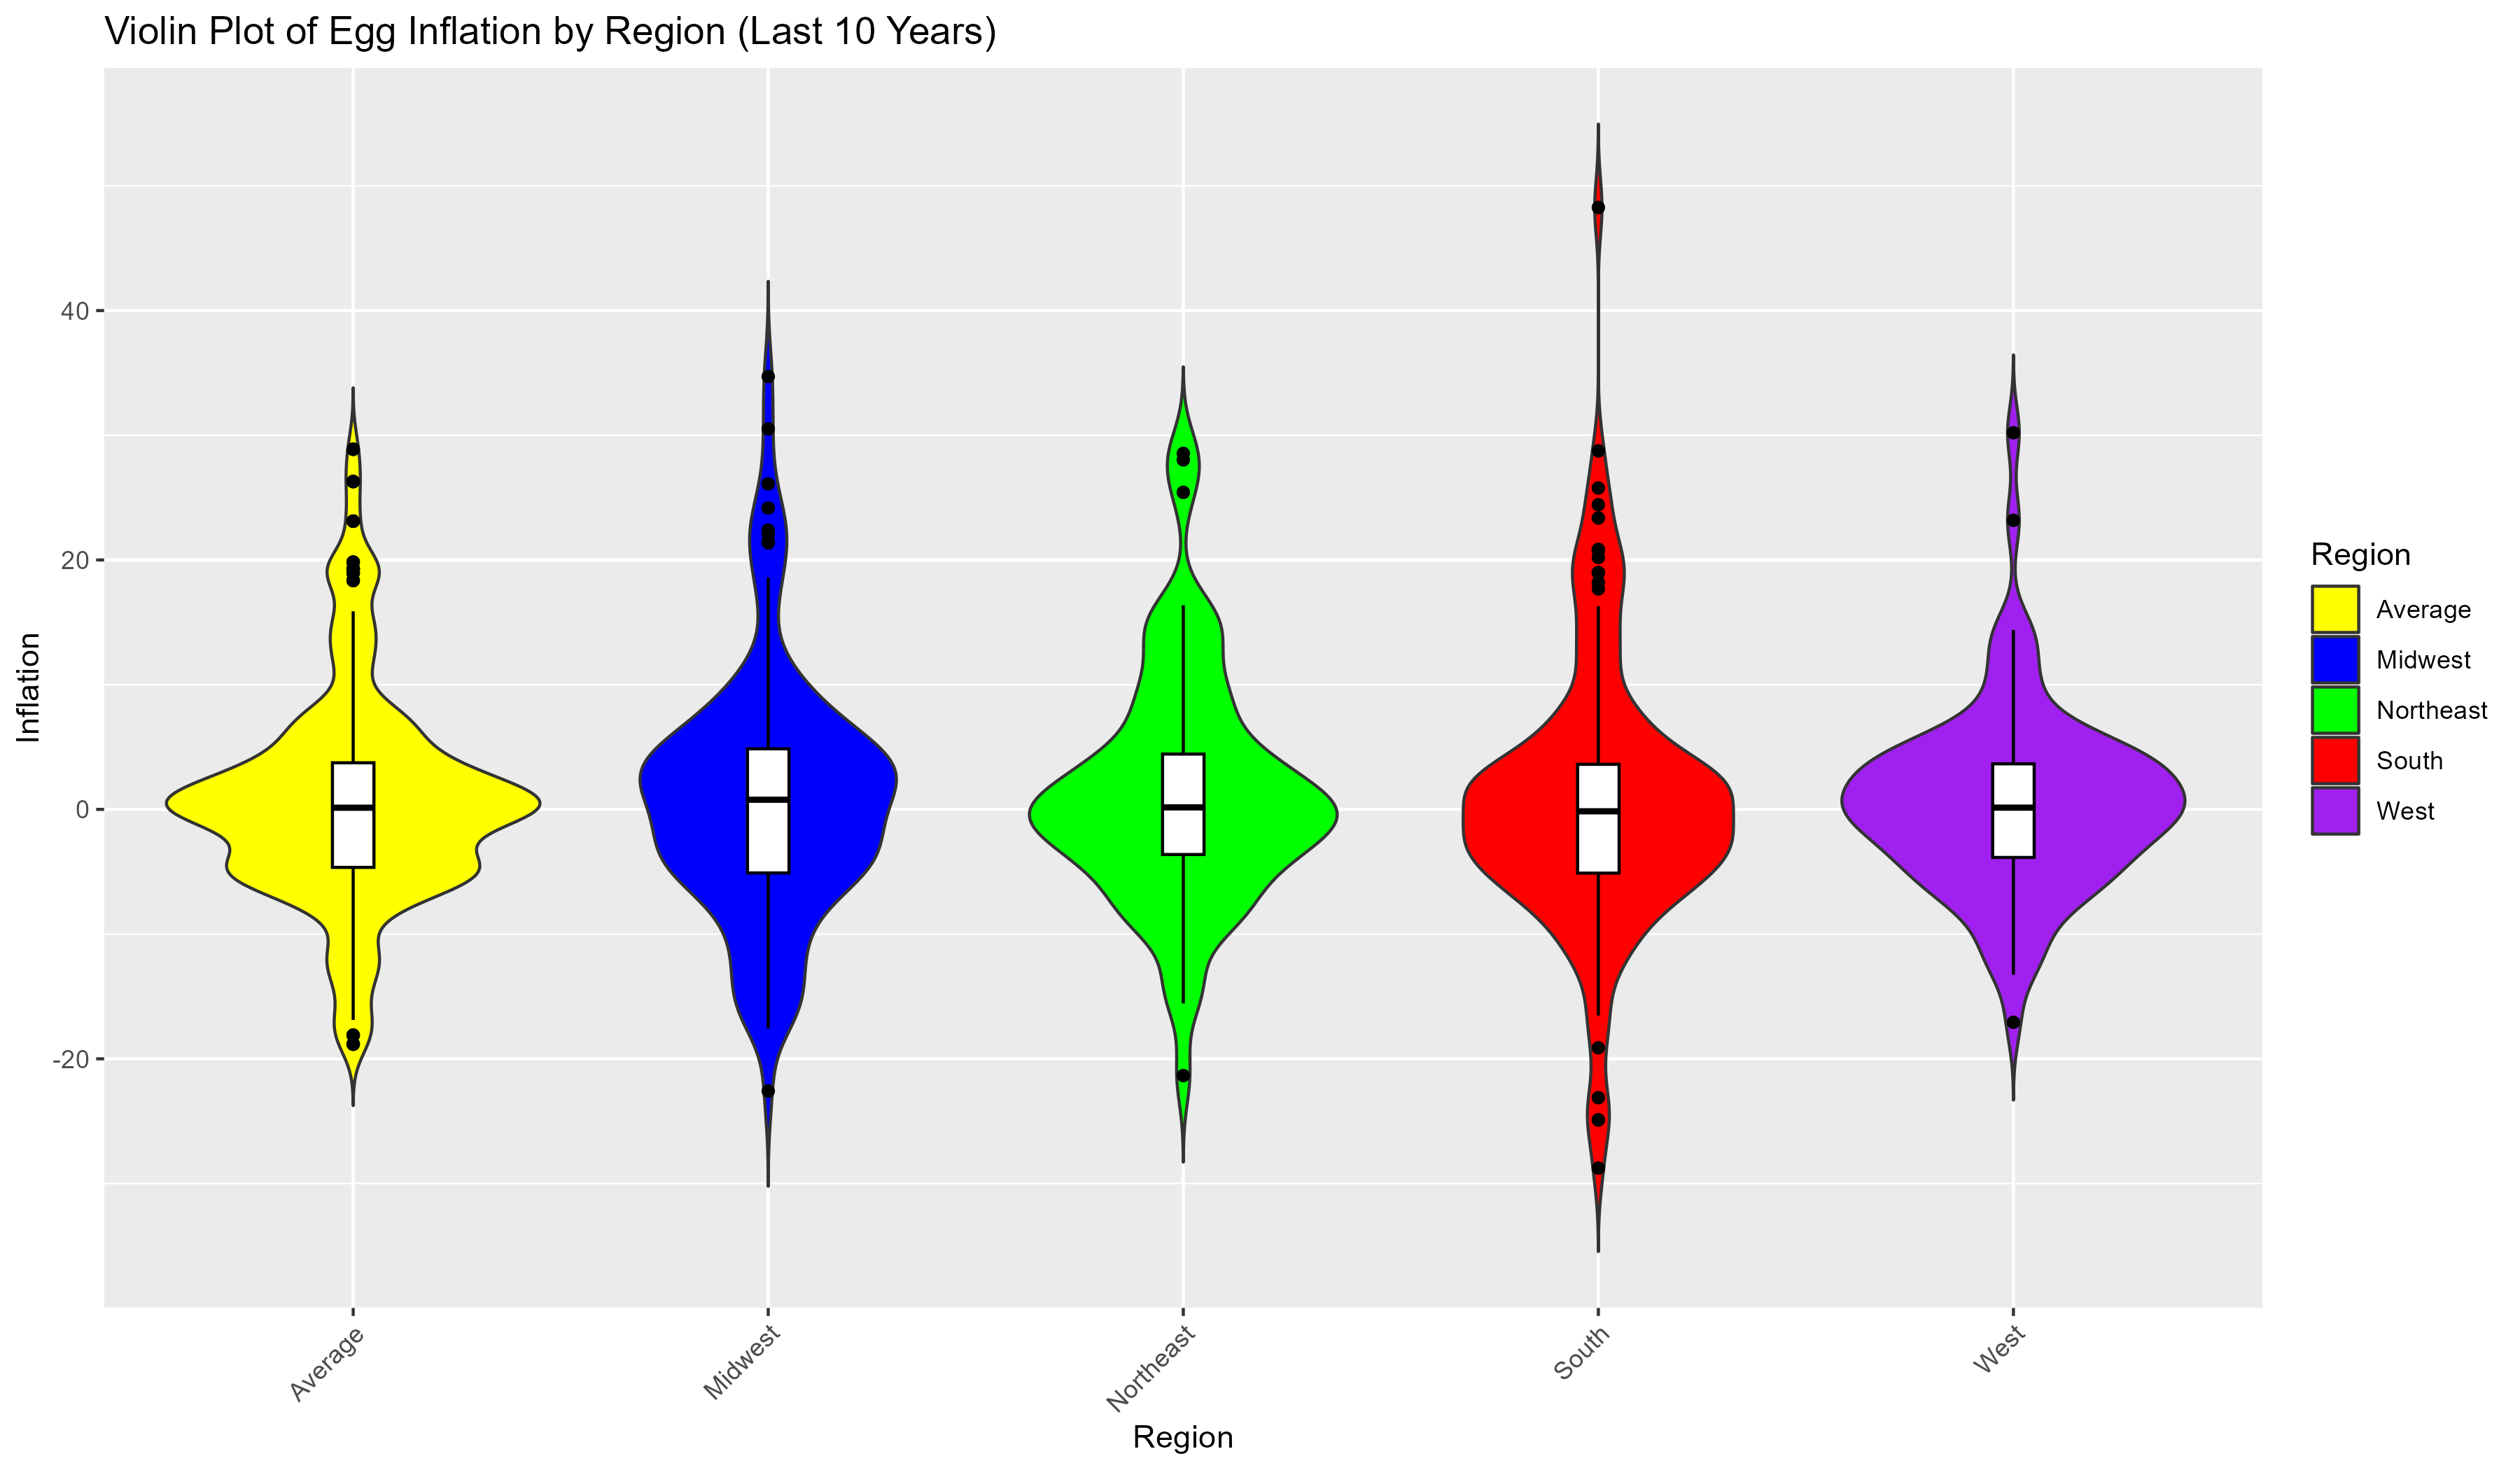 Violin Plot of Egg Inflation by Region (Last 10 Years)
Inflation
40
20
0
-20
Average
Midwest
Northeast
South
West
Region
Region
Average
Midwest
Northeast
South
West